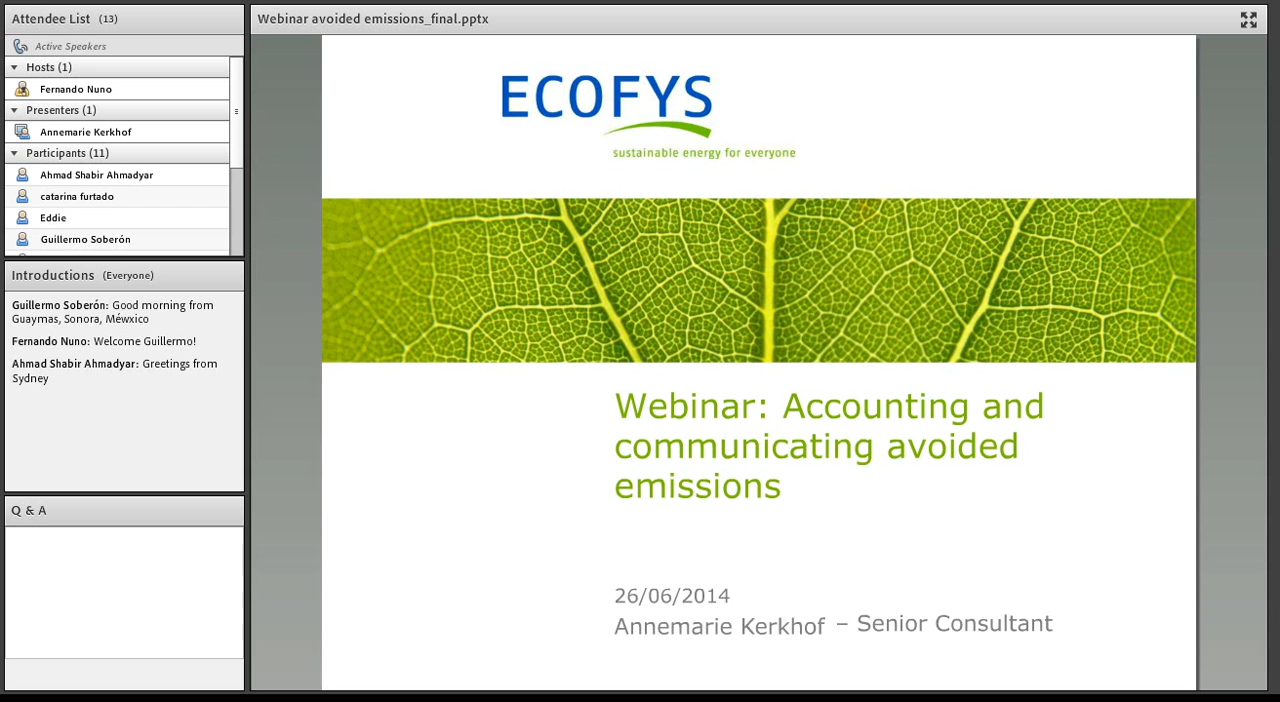 Attendee List (13)
Active Speakers
Hosts (1)
Fernando Nuno
Presenters (1)
Annemarie Kerkhof
Participants (11)
Ahmad Shabir Ahmadyar
catarina furtado
Eddie
Guillermo Soberón
Introductions (Everyone)
Guillermo Soberón: Good morning from
Guaymas, Sonora, Méwxico
Fernando Nuno: Welcome Guillermo!
Ahmad Shabir Ahmadyar: Greetings from
Sydney
Q & A
Webinar avoided emissions_final.pptx
ECOFYS
sustainable energy for everyone
Webinar: Accounting and
communicating avoided
emissions
26/06/2014
Annemarie Kerkhof – Senior Consultant